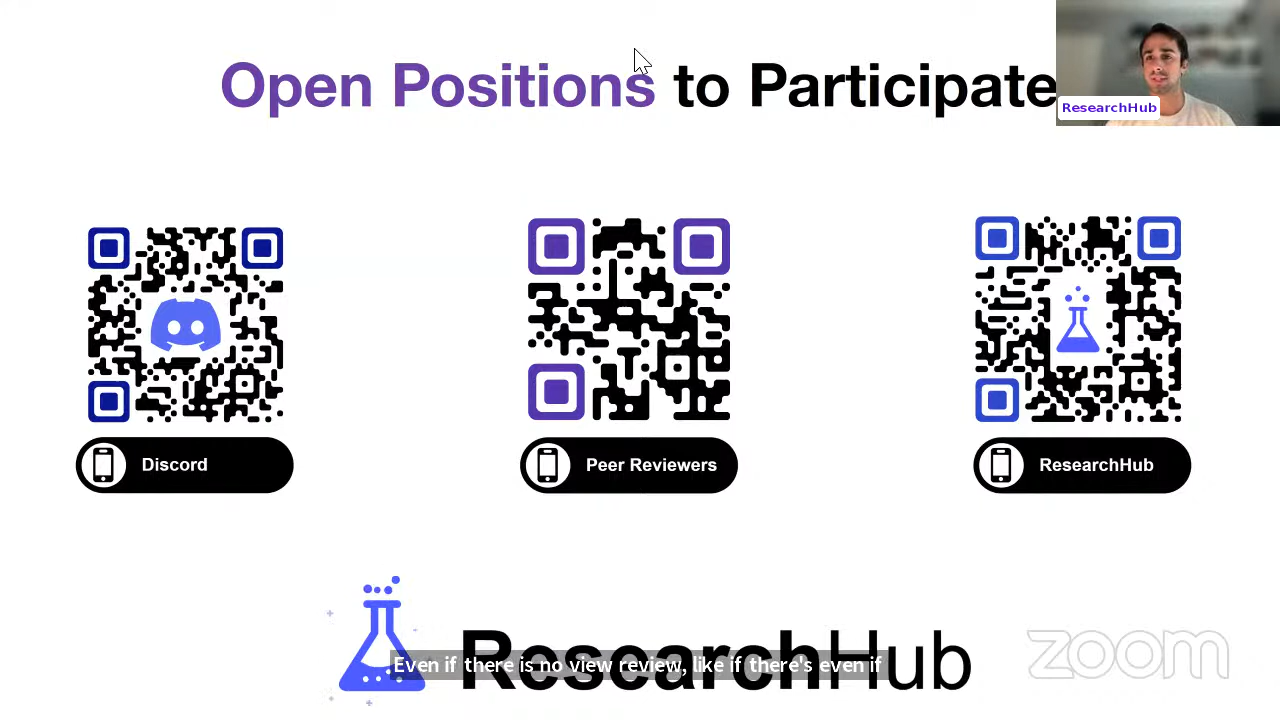 Open Positions to Participate
ResearchHub
Discord
Peer Reviewers
ResearchHub
ResearchHub
Even if there is no view review, like if there's even if
zoom